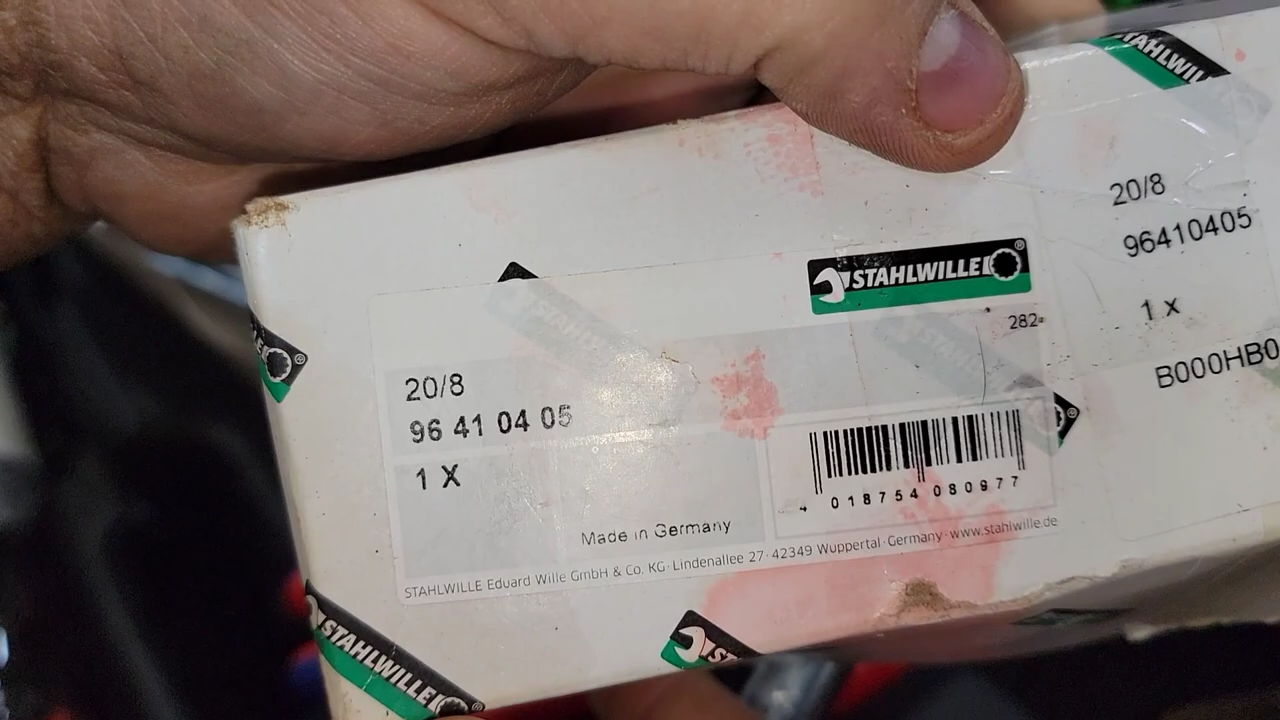 STAHLWILLE
20/8
96410405
1 x
B000HB0
STAHLWILLE®
282
20/8
96 41 04 05
1 X
4 018754 080977
Made in Germany
STAHLWILLE Eduard Wille GmbH & Co. KG·Lindenallee 27·42349 Wuppertal·Germany·www.stahlwille.de
STAHLWILLE